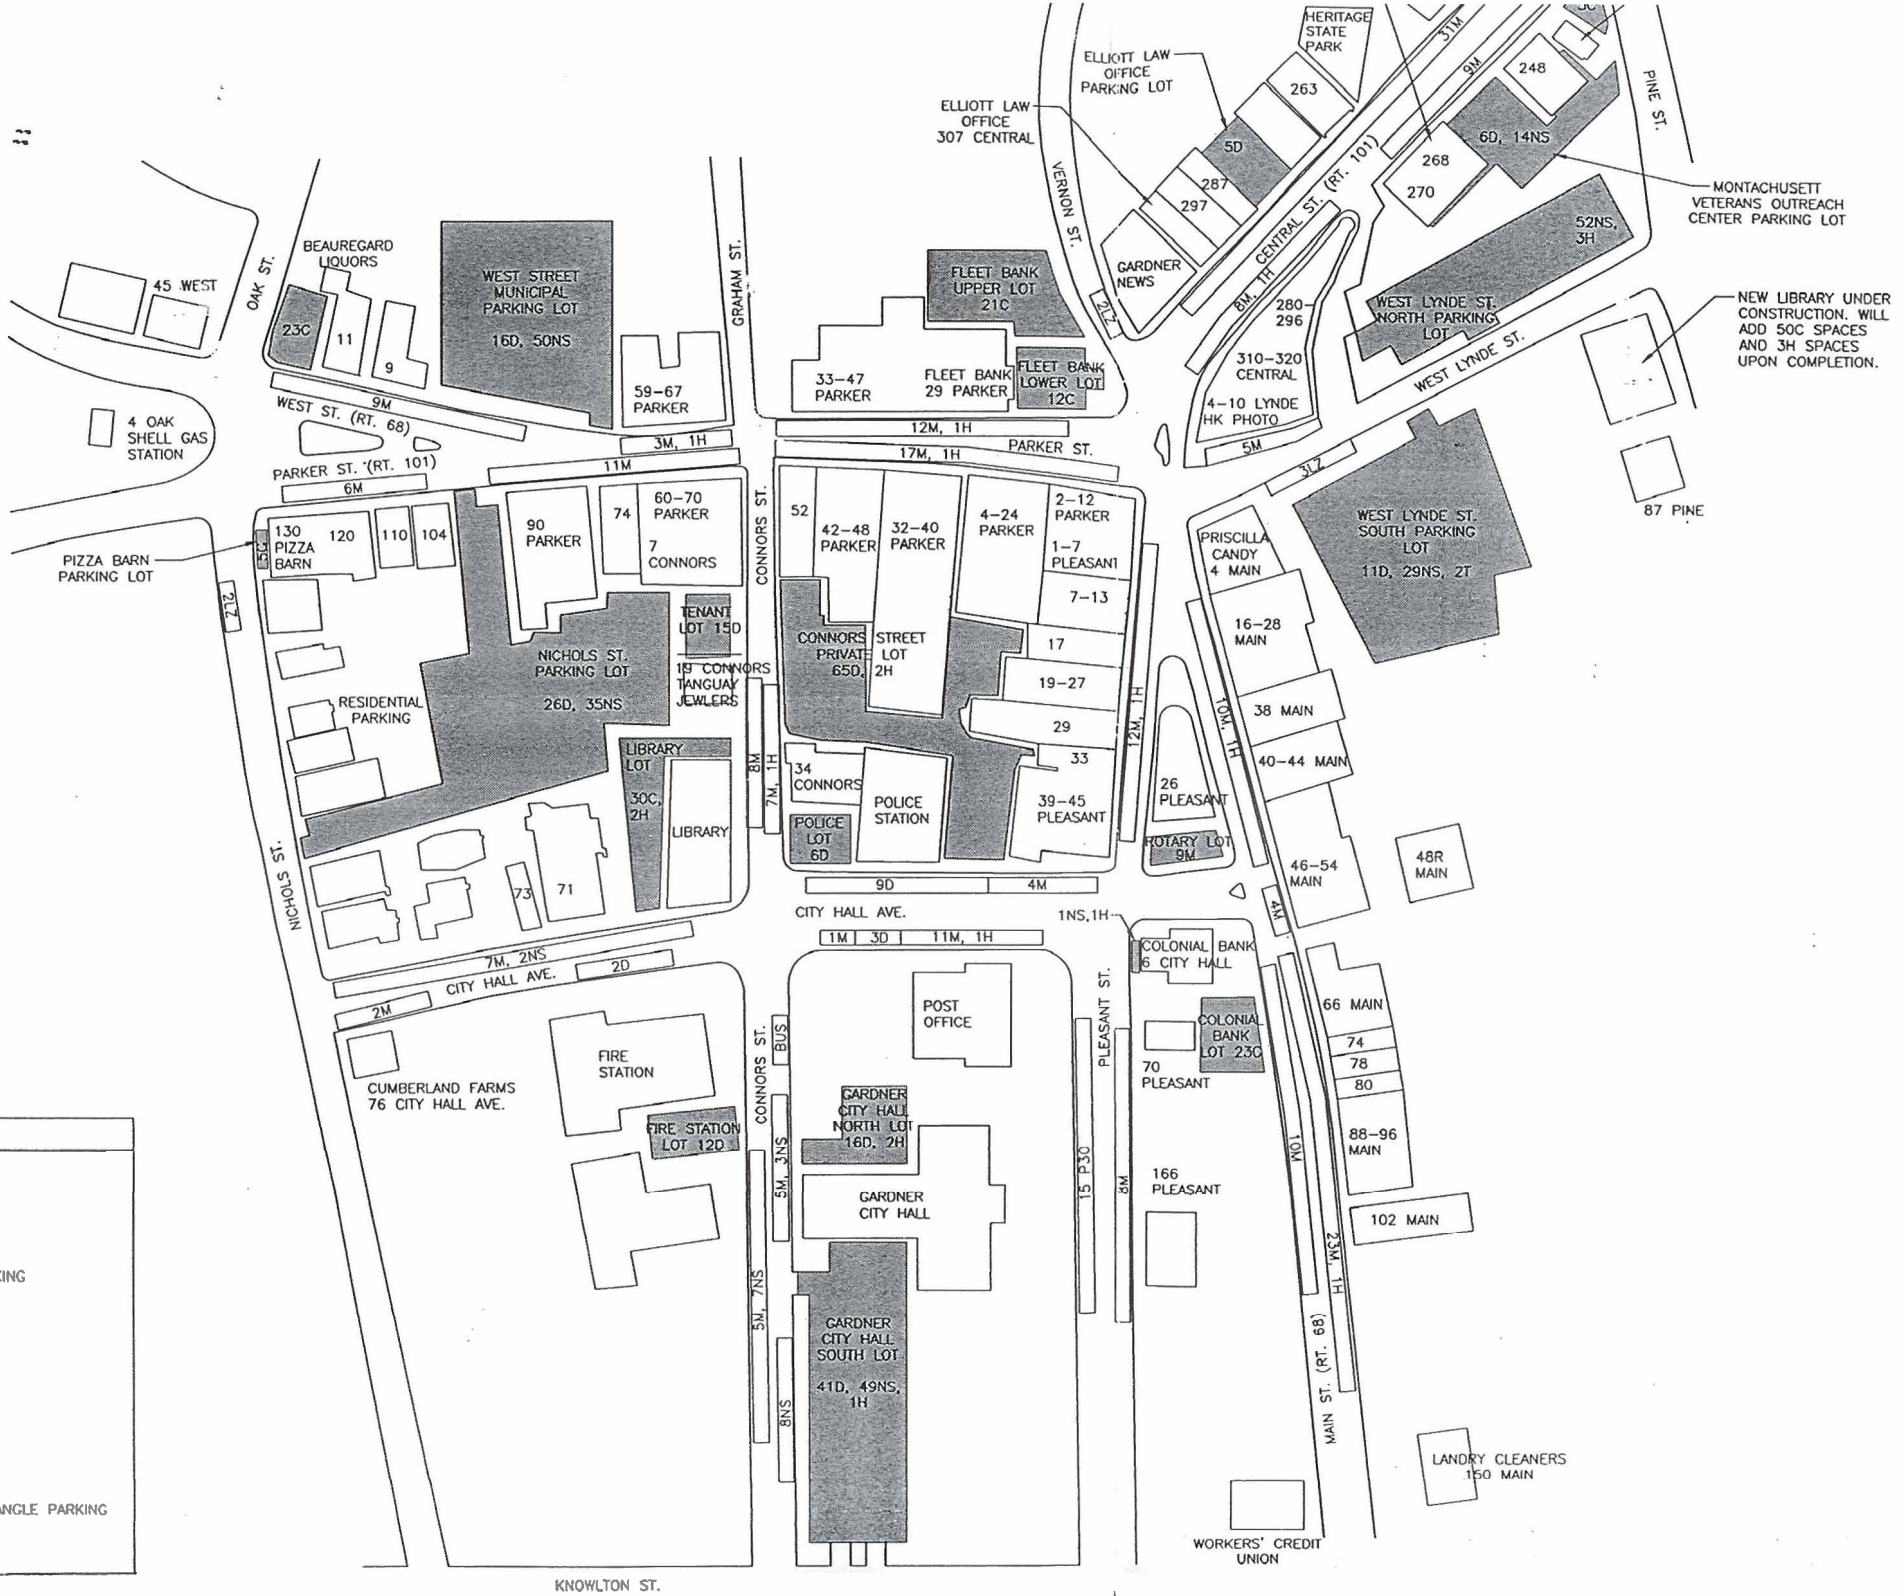 HERITAGE
STATE
PARK
31M
9M
248
PINE ST.
ELLIOTT LAW
OFFICE
PARKING LOT
263
ELLIOTT LAW
OFFICE
307 CENTRAL
5D
6D, 14NS
268
270
287
297
MONTACHUSETT
VETERANS OUTREACH
CENTER PARKING LOT
VERNON ST.
CENTRAL ST. (RT. 101)
52NS,
3H
GARDNER
NEWS
8M, 1H
2LZ
280-
296
WEST LYNDE ST.
NORTH PARKING
LOT
NEW LIBRARY UNDER
CONSTRUCTION. WILL
ADD 50C SPACES
AND 3H SPACES
UPON COMPLETION.
45 WEST
OAK ST.
BEAUREGARD
LIQUORS
23C
11
9
WEST STREET
MUNICIPAL
PARKING LOT
16D, 50NS
GRAHAM ST.
FLEET BANK
UPPER LOT
21C
310-320
CENTRAL
WEST LYNDE ST.
59-67
PARKER
33-47
PARKER
FLEET BANK
29 PARKER
FLEET BANK
LOWER LOT
12C
4-10 LYNDE
HK PHOTO
5M
3LZ
9M
WEST ST. (RT. 68)
4 OAK
SHELL GAS
STATION
3M, 1H
12M, 1H
PARKER ST.
17M, 1H
PARKER ST. (RT. 101)
6M
11M
87 PINE
PIZZA BARN
PARKING LOT
130
PIZZA
BARN
120
110
104
90
PARKER
74
60-70
PARKER
7
CONNORS
CONNORS ST.
52
42-48
PARKER
32-40
PARKER
4-24
PARKER
2-12
PARKER
1-7
PLEASANT
7-13
PRISCILLA
CANDY
4 MAIN
WEST LYNDE ST.
SOUTH PARKING
LOT
11D, 29NS, 2T
2LZ
TENANT
LOT 15D
16-28
MAIN
NICHOLS ST.
PARKING LOT
26D, 35NS
19 CONNORS
TANGUAY
JEWLERS
CONNORS STREET
PRIVATE LOT
65D, 2H
17
19-27
29
33
12M, 1H
10M, 1H
38 MAIN
40-44 MAIN
RESIDENTIAL
PARKING
LIBRARY
LOT
30C,
2H
LIBRARY
8M
7M, 1H
34
CONNORS
POLICE
STATION
39-45
PLEASANT
26
PLEASANT
POLICE
LOT
6D
ROTARY LOT
9M
46-54
MAIN
48R
MAIN
NICHOLS ST.
73
71
9D
4M
4M
CITY HALL AVE.
1NS,1H
1M
3D
11M, 1H
7M, 2NS
CITY HALL AVE.
2D
2M
COLONIAL BANK
6 CITY HALL
PLEASANT ST.
66 MAIN
74
78
80
COLONIAL
BANK
LOT 23C
POST
OFFICE
CONNORS ST.
BUS
FIRE
STATION
CUMBERLAND FARMS
76 CITY HALL AVE.
70
PLEASANT
88-96
MAIN
GARDNER
CITY HALL
NORTH LOT
16D, 2H
FIRE STATION
LOT 12D
5M, 3NS
15 P30
8M
10M
166
PLEASANT
GARDNER
CITY HALL
102 MAIN
23M, 1H
5M, 7NS
GARDNER
CITY HALL
SOUTH LOT
41D, 49NS,
1H
8NS
MAIN ST. (RT. 68)
LANDRY CLEANERS
150 MAIN
ANGLE PARKING
WORKERS' CREDIT
UNION
KNOWLTON ST.